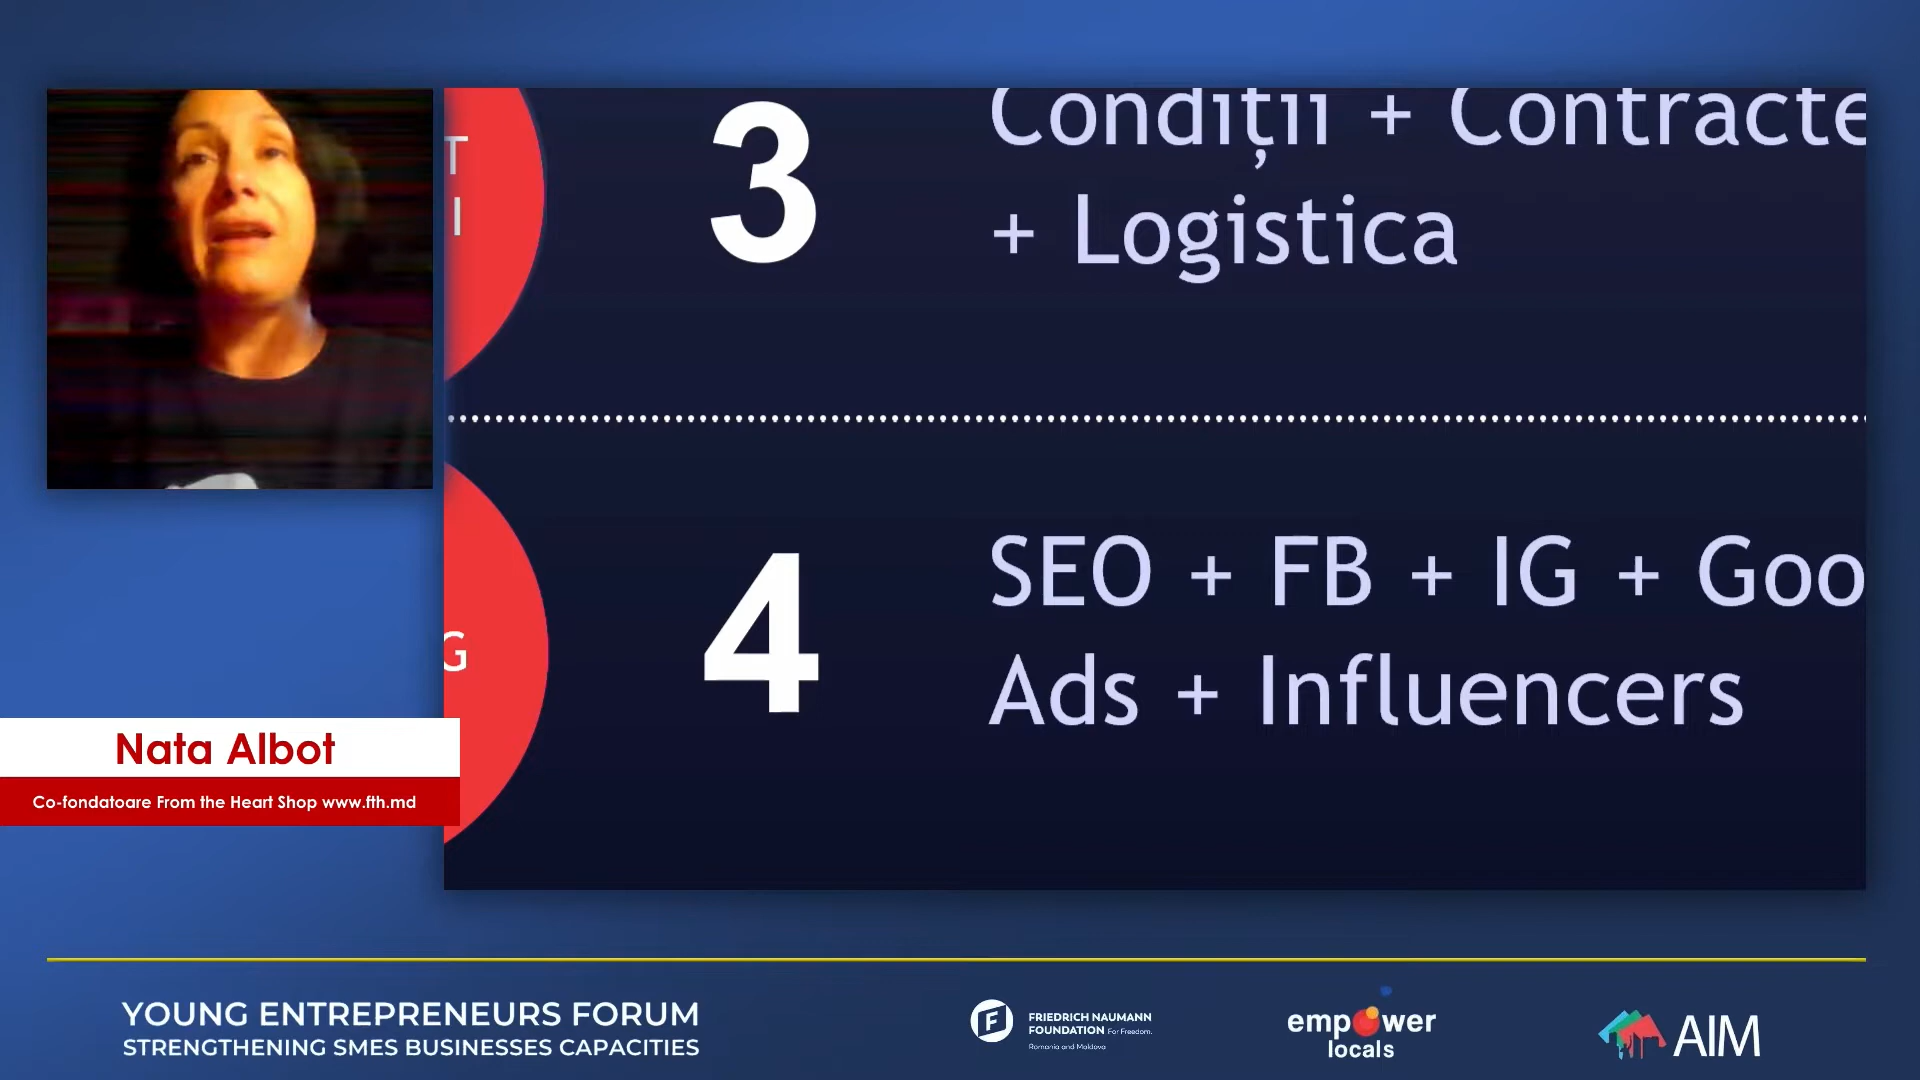 T
I
3
Condiții + Contracte
+ Logistica
G
4
SEO + FB + IG + Goo
Ads + Influencers
Nata Albot
Co-fondatoare From the Heart Shop www.fth.md
YOUNG ENTREPRENEURS FORUM
STRENGTHENING SMES BUSINESSES CAPACITIES
F
FRIEDRICH NAUMANN
FOUNDATION For Freedom.
Romania and Moldova
empower
locals
AIM